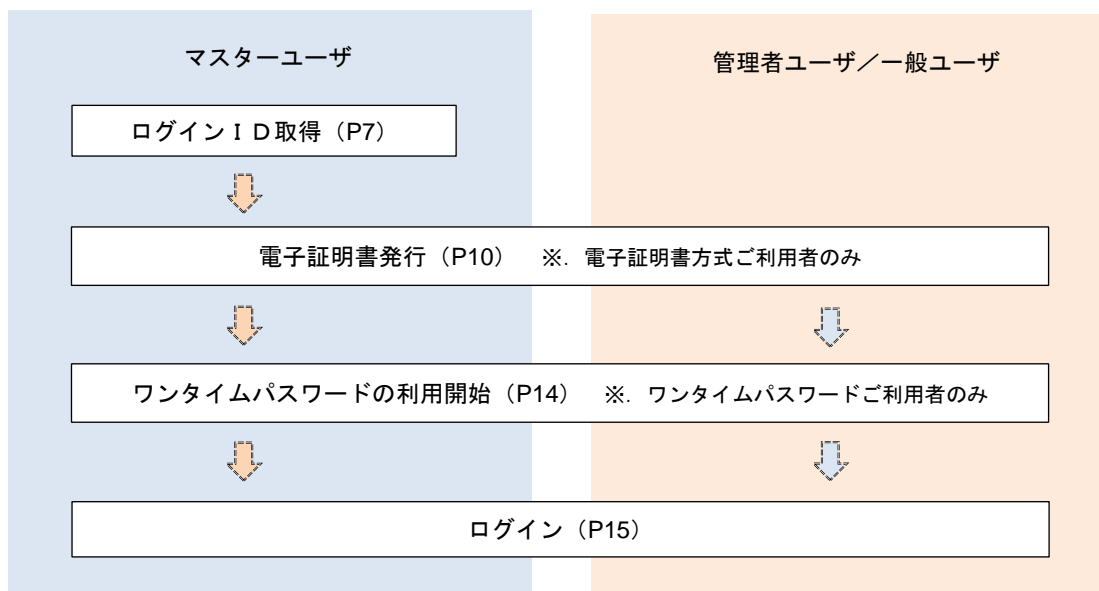 マスターユーザ
管理者ユーザ／一般ユーザ
ログインＩＤ取得（P7）
電子証明書発行（P10）　※．電子証明書方式ご利用者のみ
ワンタイムパスワードの利用開始（P14）　※．ワンタイムパスワードご利用者のみ
ログイン（P15）